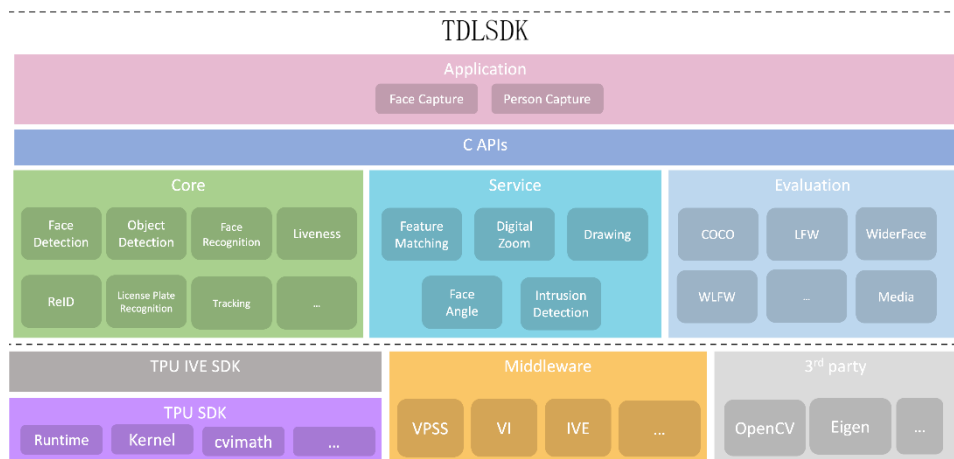 TDLSDK
Application
Face Capture
Person Capture
C APIs
Core
Face
Detection
Object
Detection
Face
Recognition
Liveness
ReID
License Plate
Recognition
Tracking
...
Service
Feature
Matching
Digital
Zoom
Drawing
Face
Angle
Intrusion
Detection
Evaluation
COCO
LFW
WiderFace
WLFW
...
Media
TPU IVE SDK
TPU SDK
Runtime
Kernel
cvimath
...
Middleware
VPSS
VI
IVE
...
3rd party
OpenCV
Eigen
...